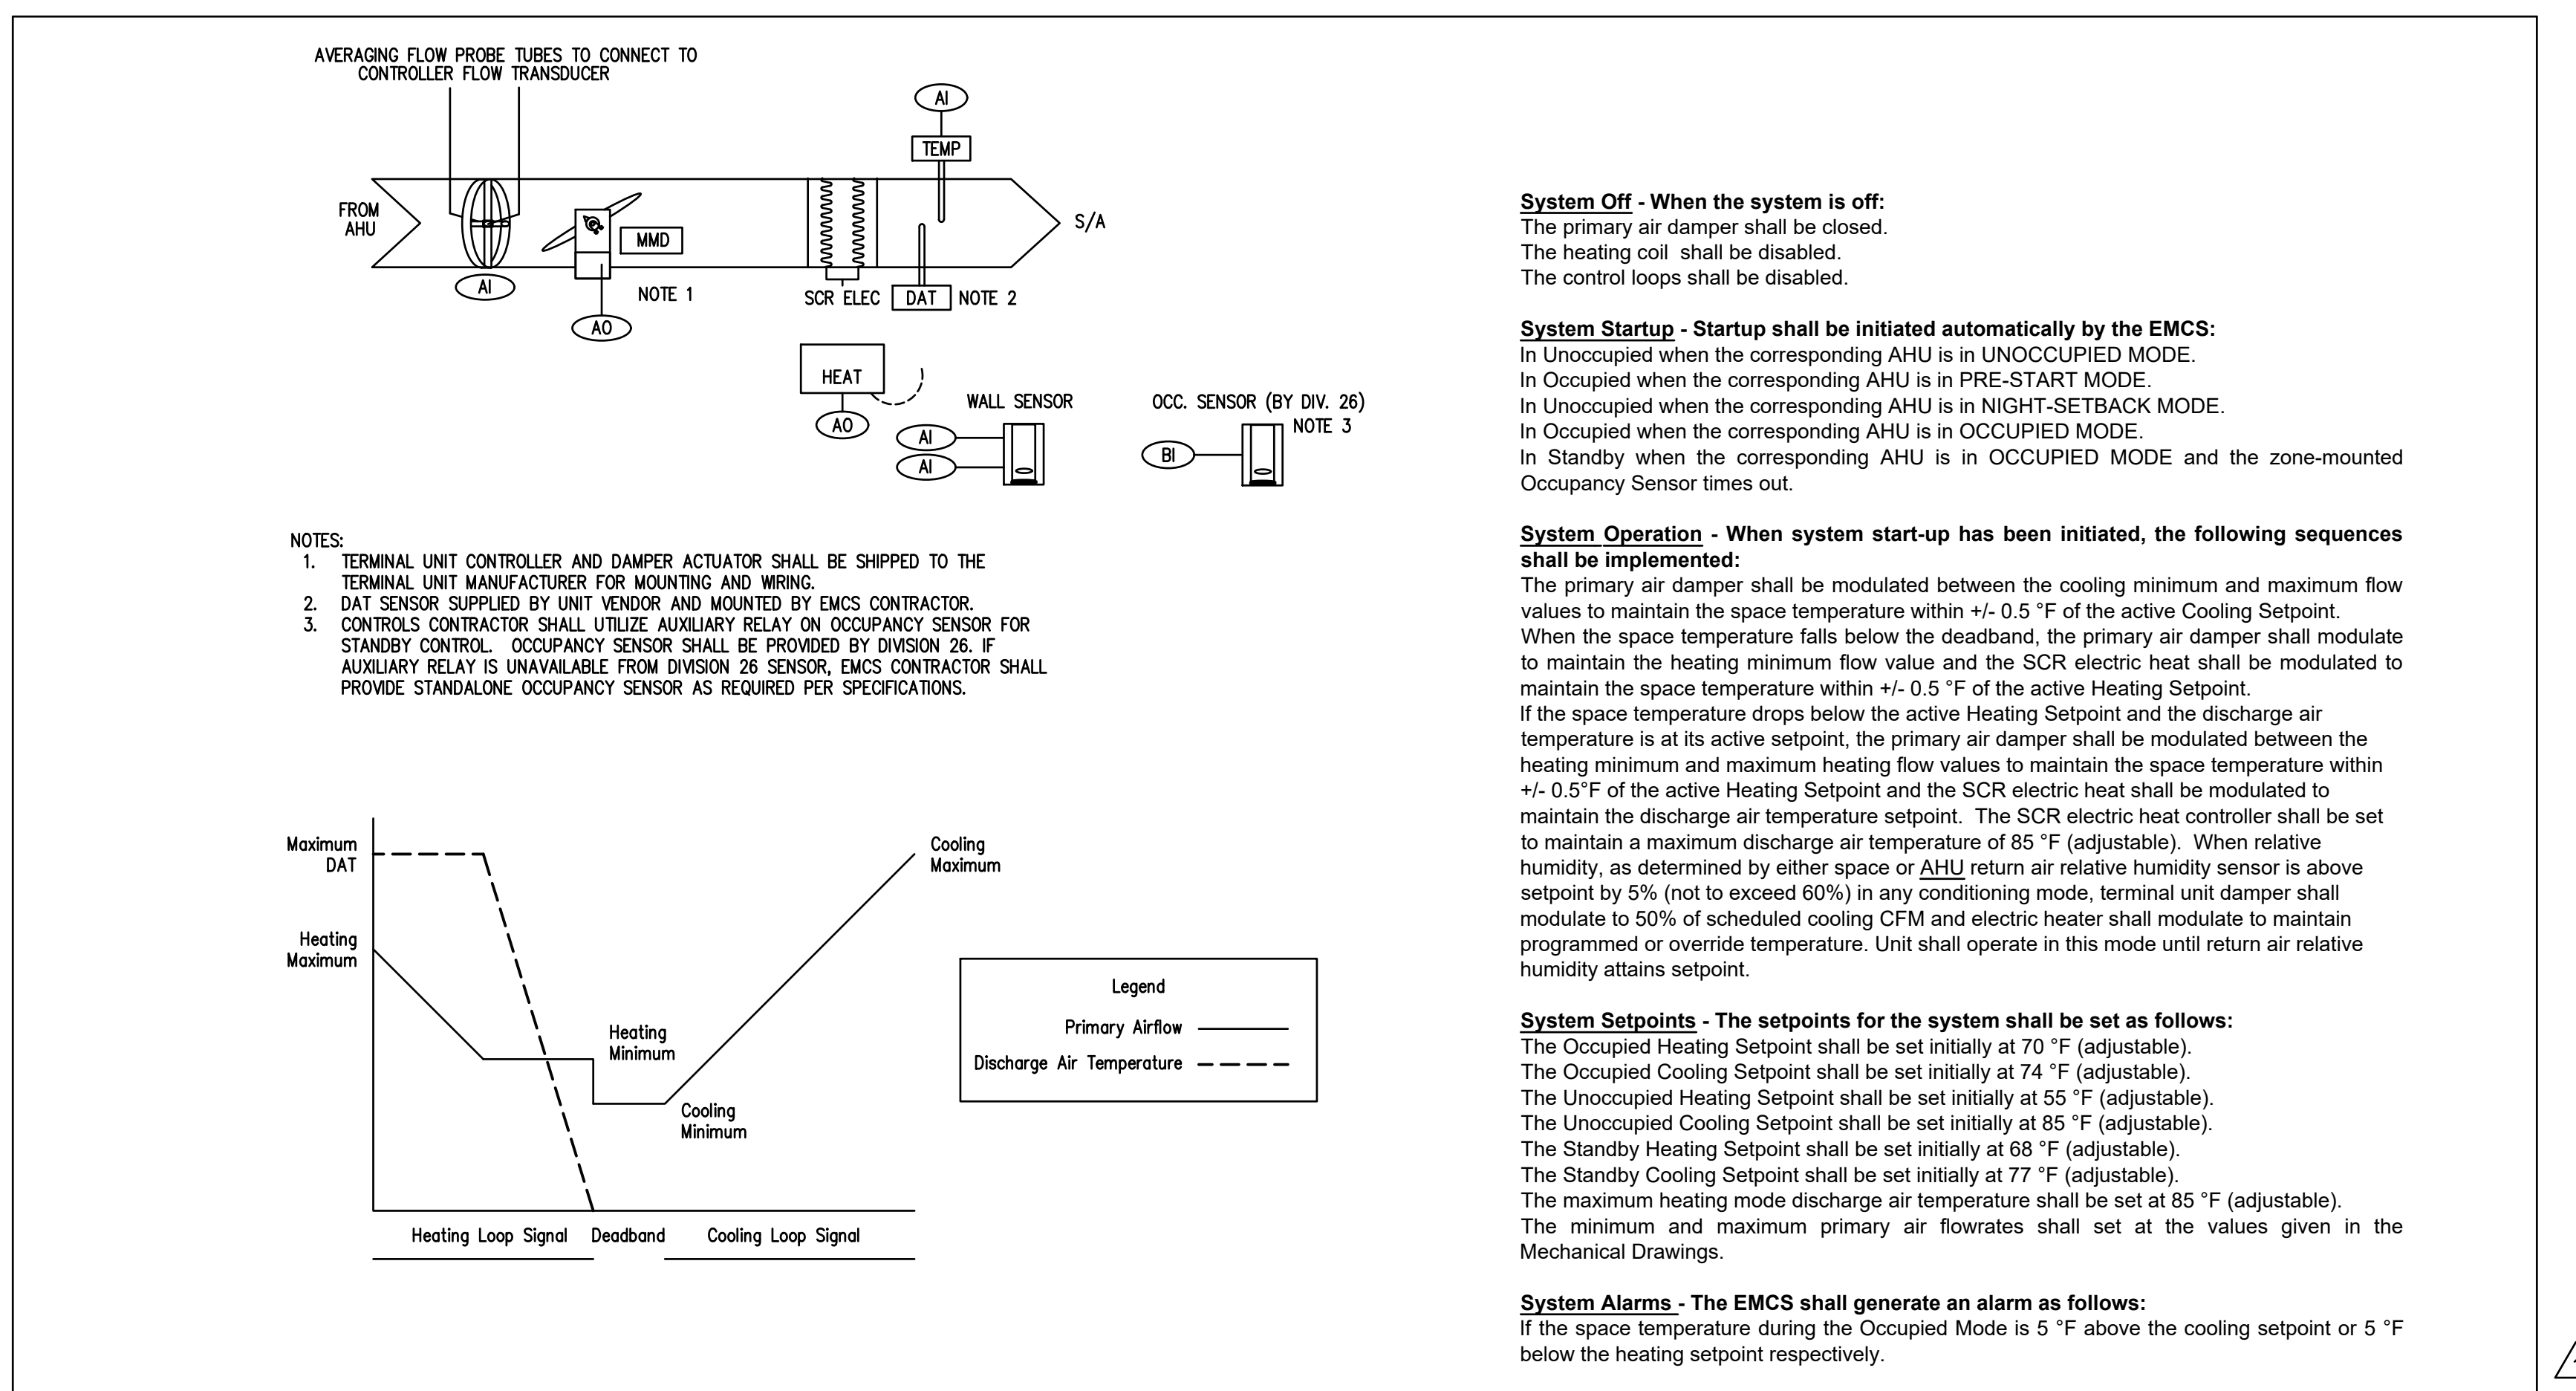 AVERAGING FLOW PROBE TUBES TO CONNECT TO
CONTROLLER FLOW TRANSDUCER
AI
TEMP
FROM
AHU
MMD
S/A
AI
NOTE 1
SCR ELEC
DAT
NOTE 2
AO
HEAT
AO
WALL SENSOR
AI
AI
OCC. SENSOR (BY DIV. 26)
NOTE 3
BI
NOTES:
1. TERMINAL UNIT CONTROLLER AND DAMPER ACTUATOR SHALL BE SHIPPED TO THE
TERMINAL UNIT MANUFACTURER FOR MOUNTING AND WIRING.
2. DAT SENSOR SUPPLIED BY UNIT VENDOR AND MOUNTED BY EMCS CONTRACTOR.
3. CONTROLS CONTRACTOR SHALL UTILIZE AUXILIARY RELAY ON OCCUPANCY SENSOR FOR
STANDBY CONTROL. OCCUPANCY SENSOR SHALL BE PROVIDED BY DIVISION 26. IF
AUXILIARY RELAY IS UNAVAILABLE FROM DIVISION 26 SENSOR, EMCS CONTRACTOR SHALL
PROVIDE STANDALONE OCCUPANCY SENSOR AS REQUIRED PER SPECIFICATIONS.
Maximum
DAT
Heating
Maximum
Heating
Minimum
Cooling
Minimum
Cooling
Maximum
Heating Loop Signal
Deadband
Cooling Loop Signal
Legend
Primary Airflow
Discharge Air Temperature
System Off - When the system is off:
The primary air damper shall be closed.
The heating coil shall be disabled.
The control loops shall be disabled.
System Startup - Startup shall be initiated automatically by the EMCS:
In Unoccupied when the corresponding AHU is in UNOCCUPIED MODE.
In Occupied when the corresponding AHU is in PRE-START MODE.
In Unoccupied when the corresponding AHU is in NIGHT-SETBACK MODE.
In Occupied when the corresponding AHU is in OCCUPIED MODE.
In Standby when the corresponding AHU is in OCCUPIED MODE and the zone-mounted
Occupancy Sensor times out.
System Operation - When system start-up has been initiated, the following sequences
shall be implemented:
The primary air damper shall be modulated between the cooling minimum and maximum flow
values to maintain the space temperature within +/- 0.5 °F of the active Cooling Setpoint.
When the space temperature falls below the deadband, the primary air damper shall modulate
to maintain the heating minimum flow value and the SCR electric heat shall be modulated to
maintain the space temperature within +/- 0.5 °F of the active Heating Setpoint.
If the space temperature drops below the active Heating Setpoint and the discharge air
temperature is at its active setpoint, the primary air damper shall be modulated between the
heating minimum and maximum heating flow values to maintain the space temperature within
+/- 0.5°F of the active Heating Setpoint and the SCR electric heat shall be modulated to
maintain the discharge air temperature setpoint. The SCR electric heat controller shall be set
to maintain a maximum discharge air temperature of 85 °F (adjustable). When relative
humidity, as determined by either space or AHU return air relative humidity sensor is above
setpoint by 5% (not to exceed 60%) in any conditioning mode, terminal unit damper shall
modulate to 50% of scheduled cooling CFM and electric heater shall modulate to maintain
programmed or override temperature. Unit shall operate in this mode until return air relative
humidity attains setpoint.
System Setpoints - The setpoints for the system shall be set as follows:
The Occupied Heating Setpoint shall be set initially at 70 °F (adjustable).
The Occupied Cooling Setpoint shall be set initially at 74 °F (adjustable).
The Unoccupied Heating Setpoint shall be set initially at 55 °F (adjustable).
The Unoccupied Cooling Setpoint shall be set initially at 85 °F (adjustable).
The Standby Heating Setpoint shall be set initially at 68 °F (adjustable).
The Standby Cooling Setpoint shall be set initially at 77 °F (adjustable).
The maximum heating mode discharge air temperature shall be set at 85 °F (adjustable).
The minimum and maximum primary air flowrates shall set at the values given in the
Mechanical Drawings.
System Alarms - The EMCS shall generate an alarm as follows:
If the space temperature during the Occupied Mode is 5 °F above the cooling setpoint or 5 °F
below the heating setpoint respectively.